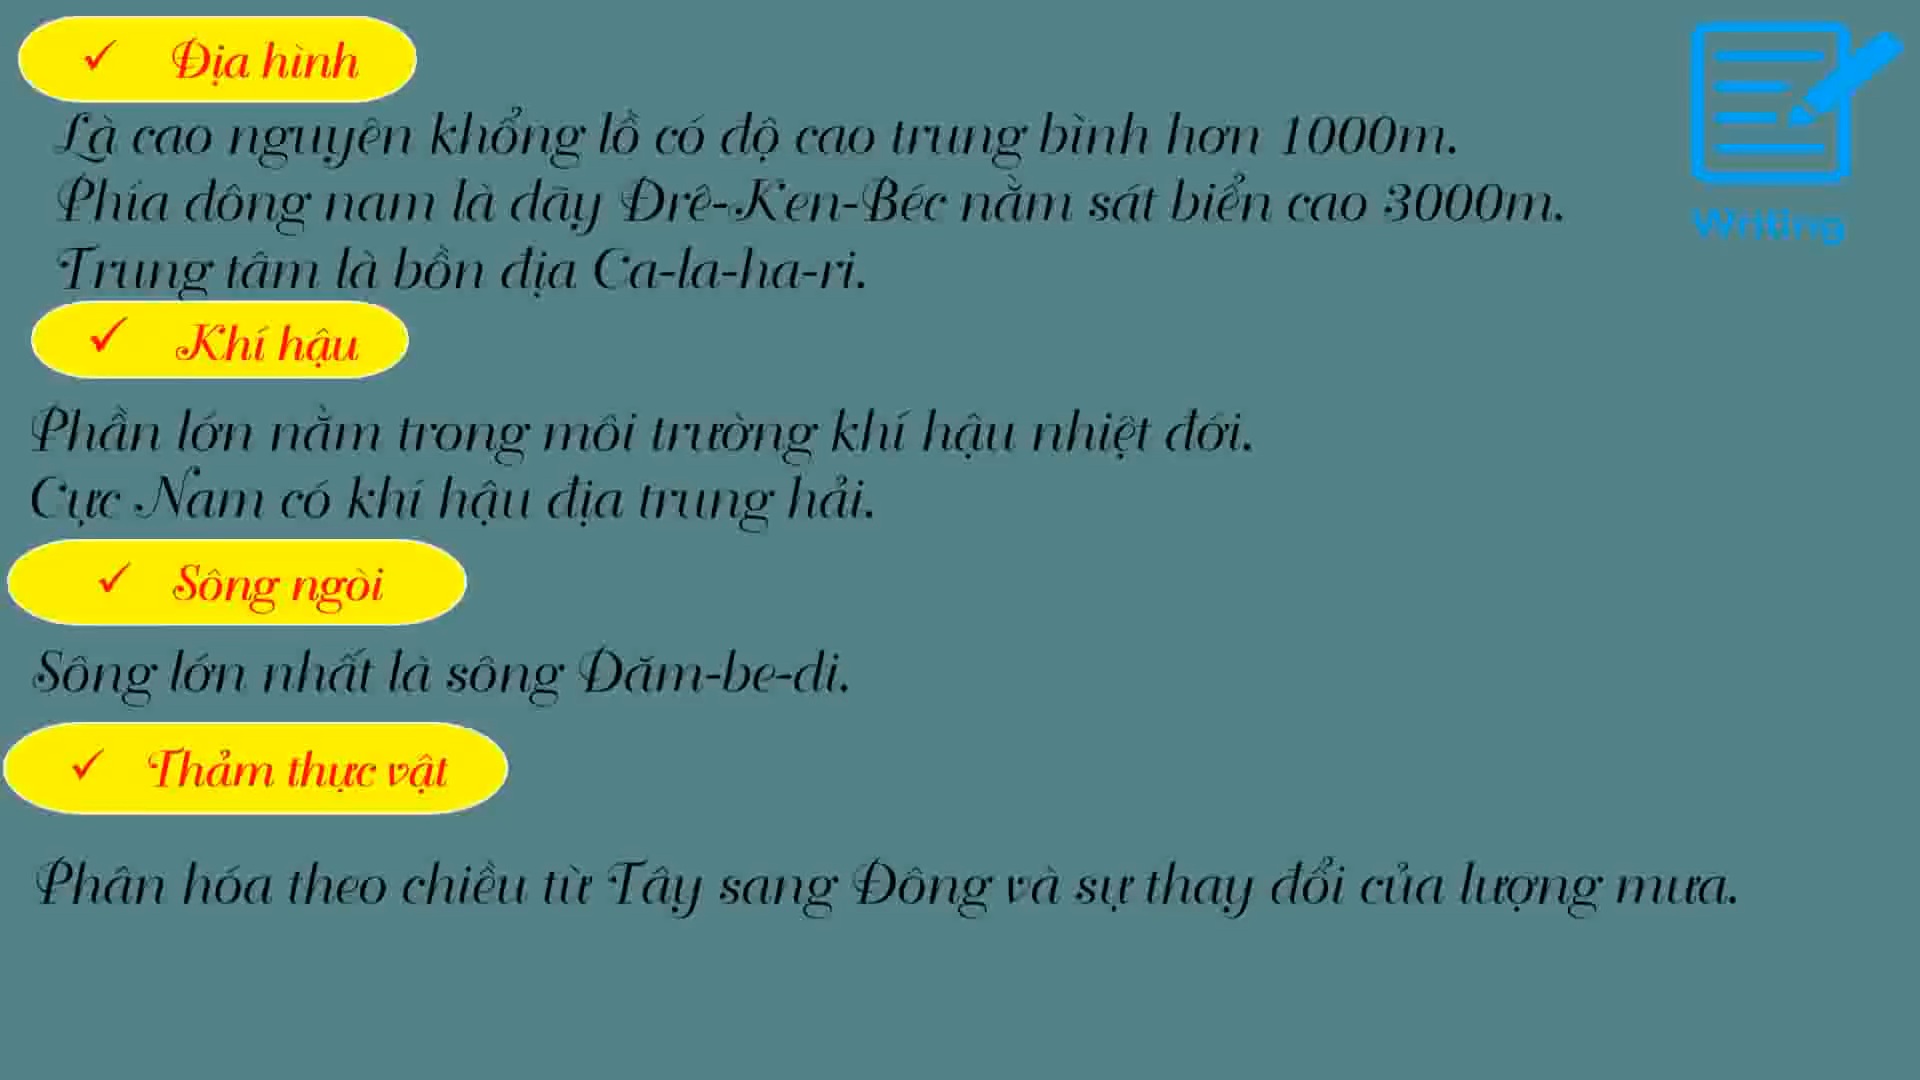 ✓ Địa hình
Là cao nguyên khổng lồ có độ cao trung bình hơn 1000m.
Phía đông nam là dãy Đrê-Ken-Béc nằm sát biển cao 3000m.
Trung tâm là bồn địa Ca-la-ha-ri.
✓ Khí hậu
Phần lớn nằm trong môi trường khí hậu nhiệt đới.
Cực Nam có khí hậu địa trung hải.
✓ Sông ngòi
Sông lớn nhất là sông Dăm-be-di.
✓ Thảm thực vật
Phân hóa theo chiều từ Tây sang Đông và sự thay đổi của lượng mưa.
Writing